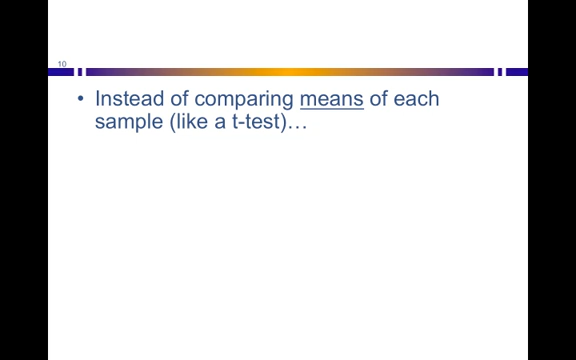 10
• Instead of comparing means of each
sample (like a t-test)…